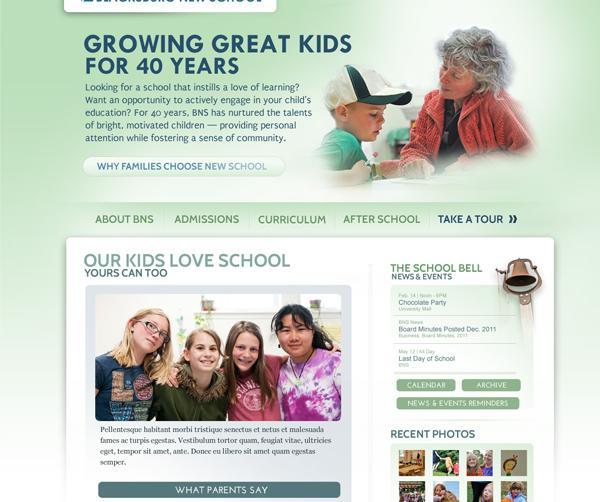 BLACKSBURG NEW SCHOOL
GROWING GREAT KIDS
FOR 40 YEARS
Looking for a school that instills a love of learning?
Want an opportunity to actively engage in your child's
education? For 40 years, BNS has nurtured the talents
of bright, motivated children — providing personal
attention while fostering a sense of community.
WHY FAMILIES CHOOSE NEW SCHOOL
ABOUT BNS
ADMISSIONS
CURRICULUM
AFTER SCHOOL
TAKE A TOUR »
OUR KIDS LOVE SCHOOL
YOURS CAN TOO
Pellentesque habitant morbi tristique senectus et netus et malesuada
fames ac turpis egestas. Vestibulum tortor quam, feugiat vitae, ultricies
eget, tempor sit amet, ante. Donec eu libero sit amet quam egestas
semper.
WHAT PARENTS SAY
THE SCHOOL BELL
NEWS & EVENTS
Feb. 14 | Noon - 9PM
Chocolate Party
University Mall
BNS News
Board Minutes Posted Dec. 2011
Business, Board Minutes, 2011
May 13 | All Day
Last Day of School
BNS
CALENDAR
ARCHIVE
NEWS & EVENTS REMINDERS
RECENT PHOTOS